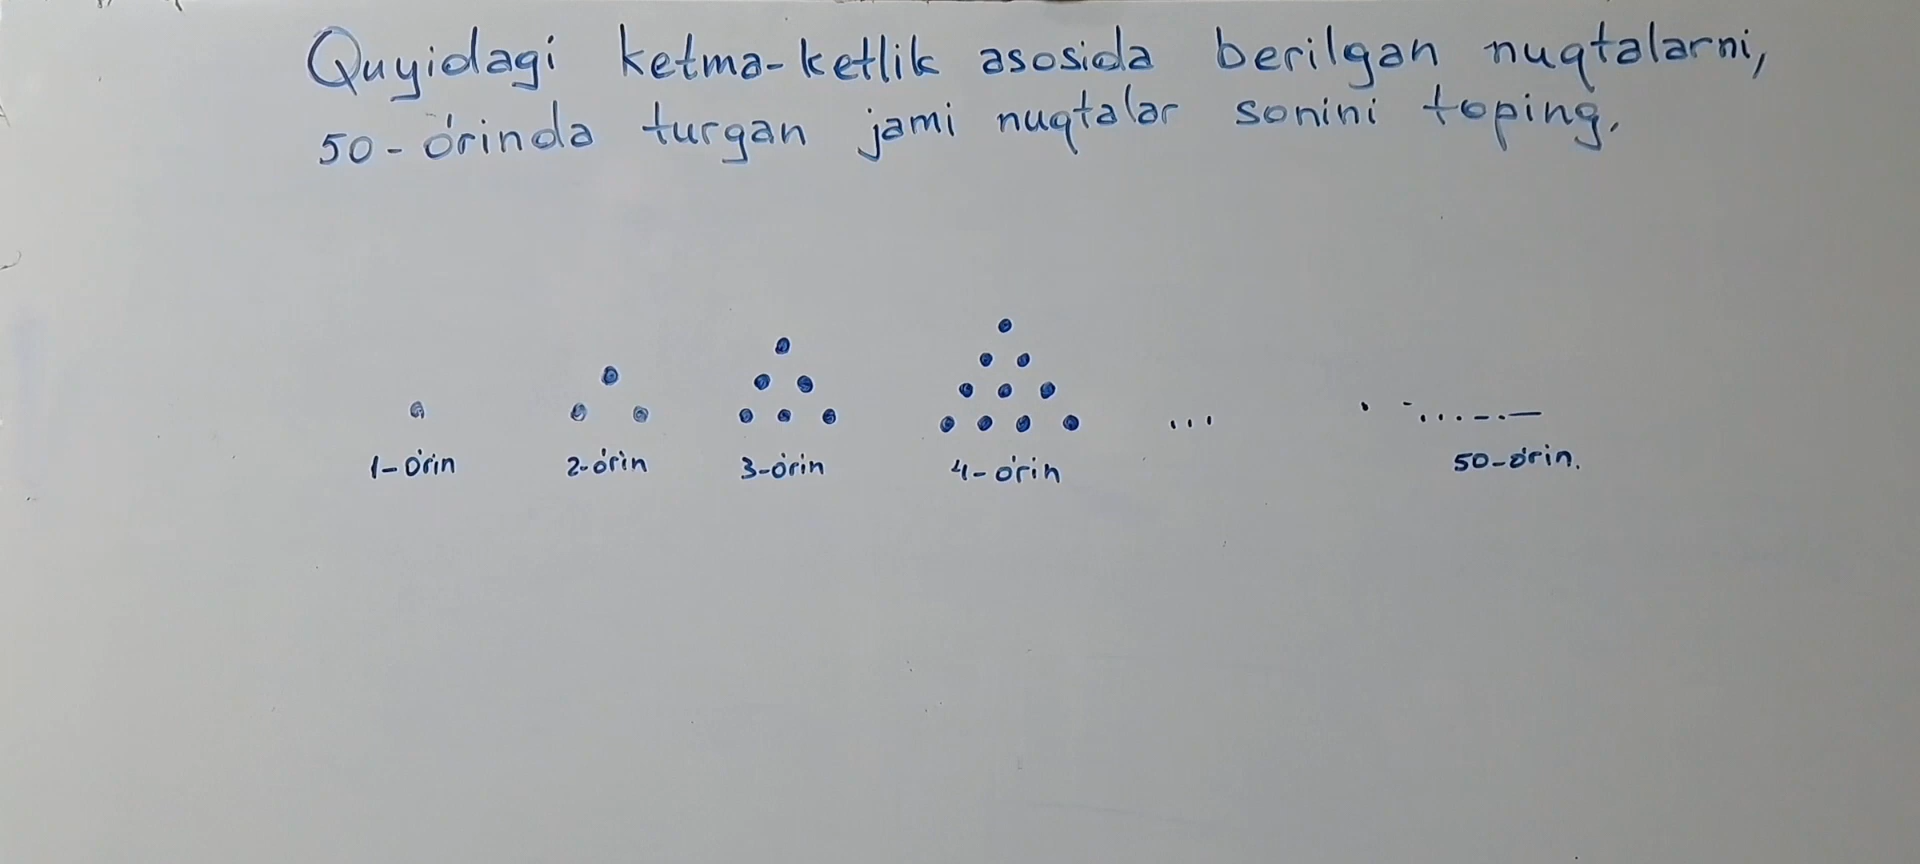 Quyidagi ketma-ketlik asosida berilgan nuqtalarni,
50-órinda turgan jami nuqtalar sonini toping.
... . -....-.-
1-órin 2-órin 3-órin 4-órin 50-órin.